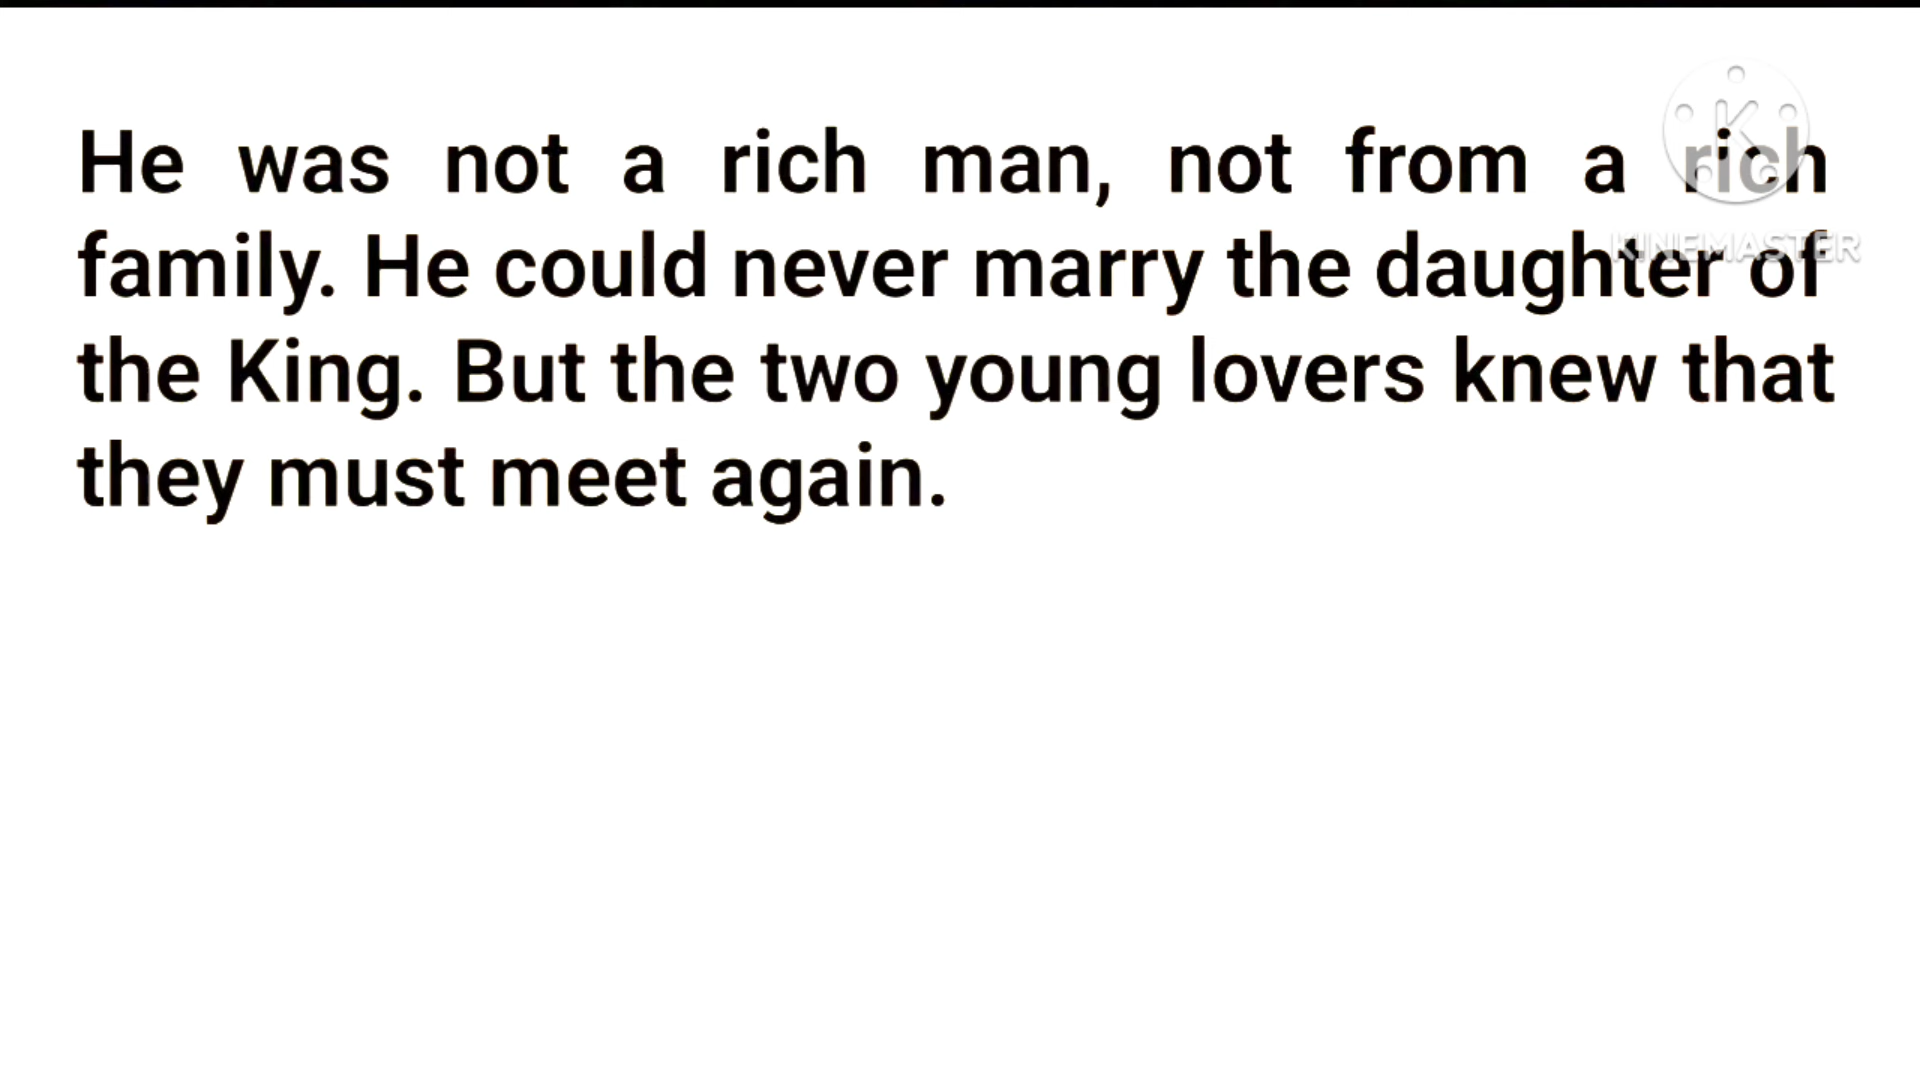 He was not a rich man, not from a rich
family. He could never marry the daughter of
the King. But the two young lovers knew that
they must meet again.
K
KINEMASTER